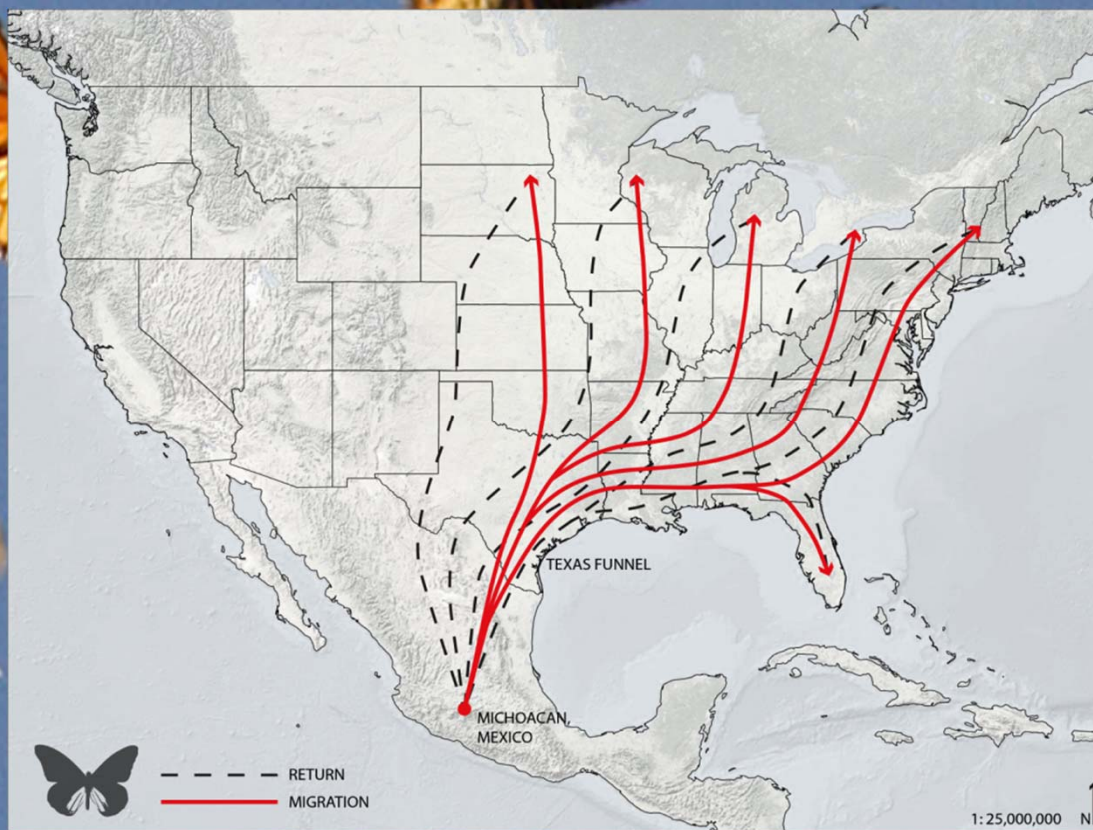 TEXAS FUNNEL
MICHOACAN,
MEXICO
RETURN
MIGRATION
1: 25,000,000 N